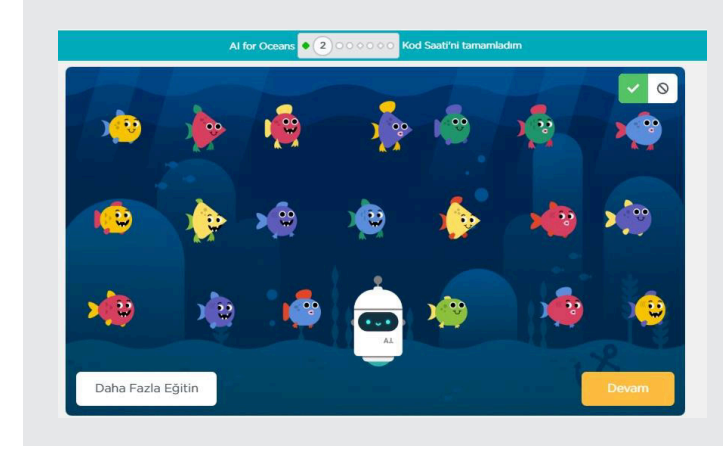 AI for Oceans 2 Kod Saati'ni tamamladım
A.I.
Daha Fazla Eğitin
Devam